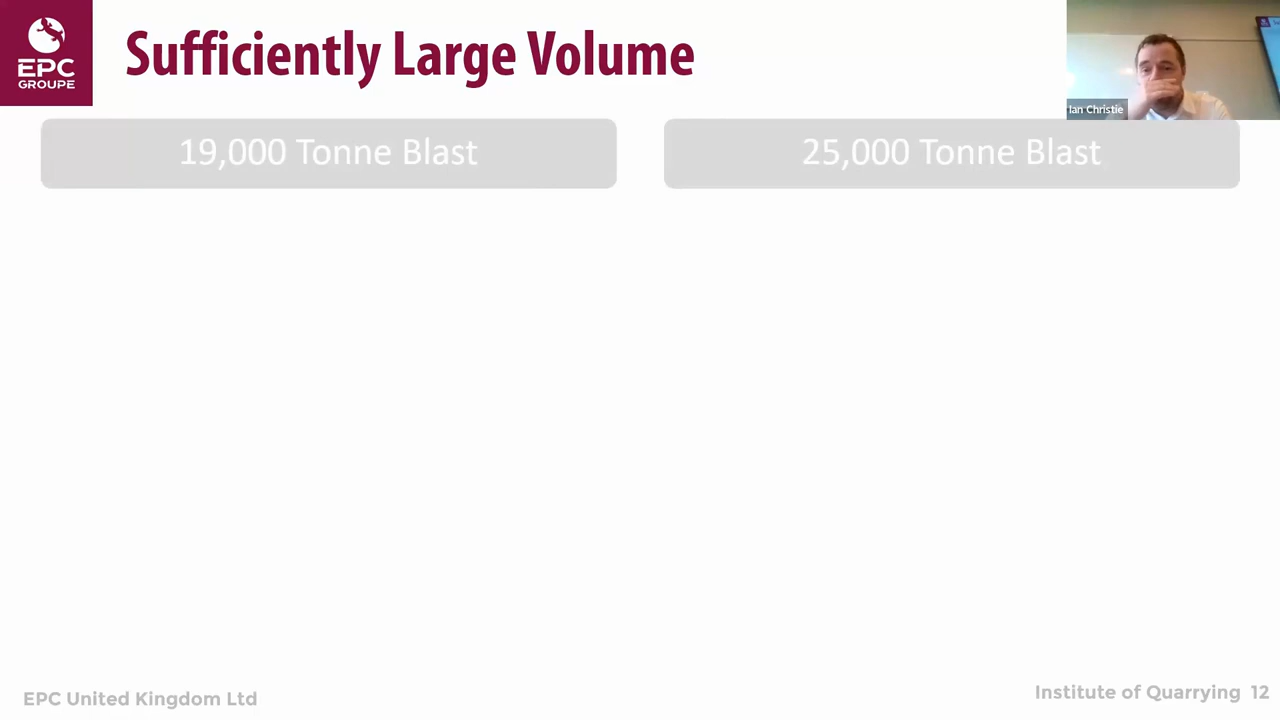 EPC
GROUPE
Sufficiently Large Volume
Ian Christie
19,000 Tonne Blast
25,000 Tonne Blast
EPC United Kingdom Ltd
Institute of Quarrying 12